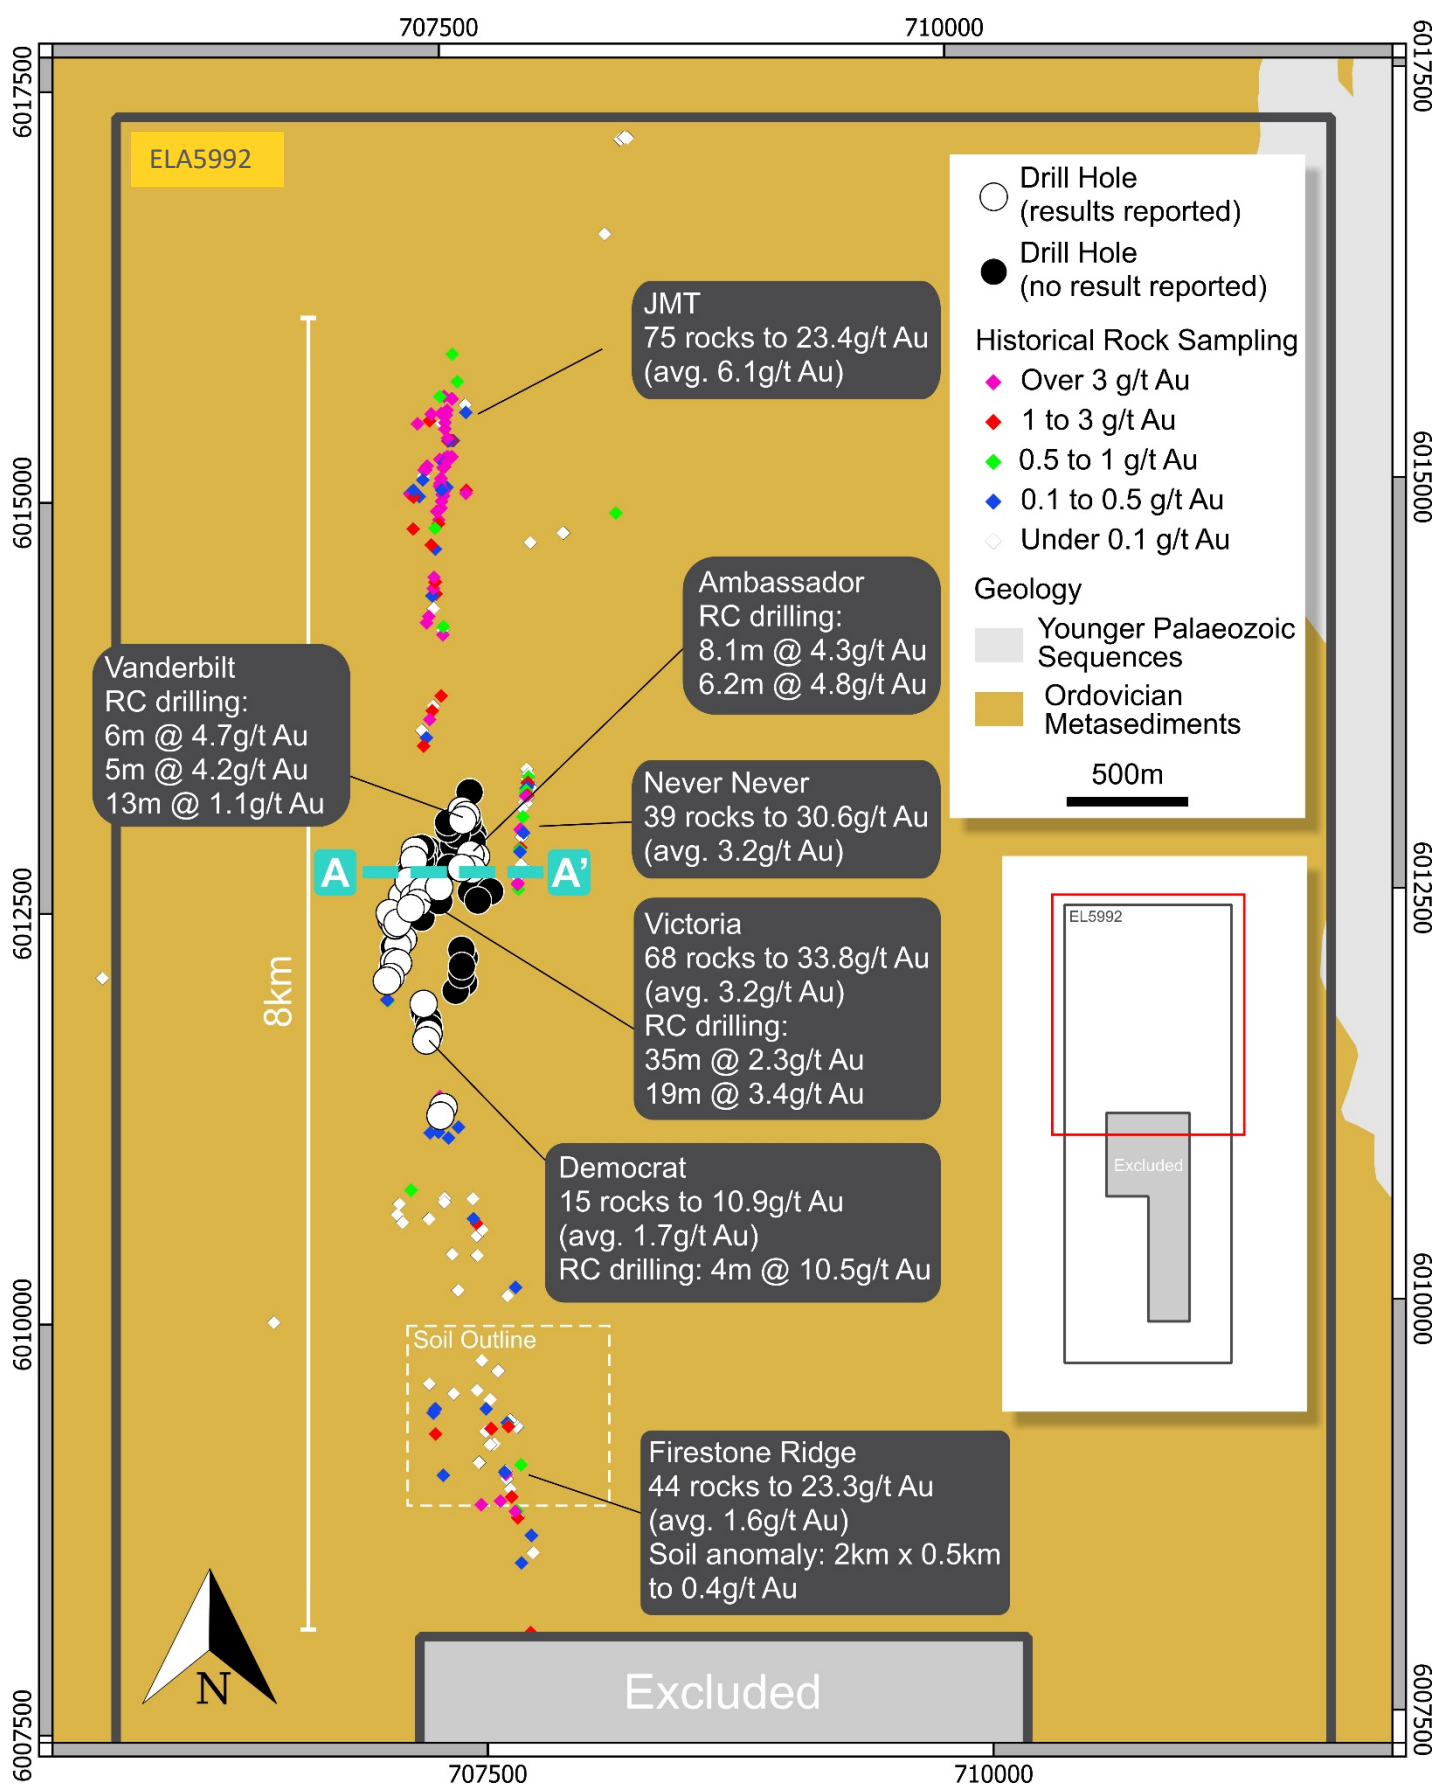 707500
710000
6017500
6017500
ELA5992
Drill Hole
(results reported)
Drill Hole
(no result reported)
Historical Rock Sampling
Over 3 g/t Au
1 to 3 g/t Au
0.5 to 1 g/t Au
0.1 to 0.5 g/t Au
Under 0.1 g/t Au
Geology
Younger Palaeozoic
Sequences
Ordovician
Metasediments
500m
JMT
75 rocks to 23.4g/t Au
(avg. 6.1g/t Au)
6015000
6015000
Ambassador
RC drilling:
8.1m @ 4.3g/t Au
6.2m @ 4.8g/t Au
Vanderbilt
RC drilling:
6m @ 4.7g/t Au
5m @ 4.2g/t Au
13m @ 1.1g/t Au
Never Never
39 rocks to 30.6g/t Au
(avg. 3.2g/t Au)
A
A'
6012500
6012500
Victoria
68 rocks to 33.8g/t Au
(avg. 3.2g/t Au)
RC drilling:
35m @ 2.3g/t Au
19m @ 3.4g/t Au
8km
EL5992
Excluded
Democrat
15 rocks to 10.9g/t Au
(avg. 1.7g/t Au)
RC drilling: 4m @ 10.5g/t Au
6010000
6010000
Soil Outline
Firestone Ridge
44 rocks to 23.3g/t Au
(avg. 1.6g/t Au)
Soil anomaly: 2km x 0.5km
to 0.4g/t Au
N
Excluded
6007500
6007500
707500
710000